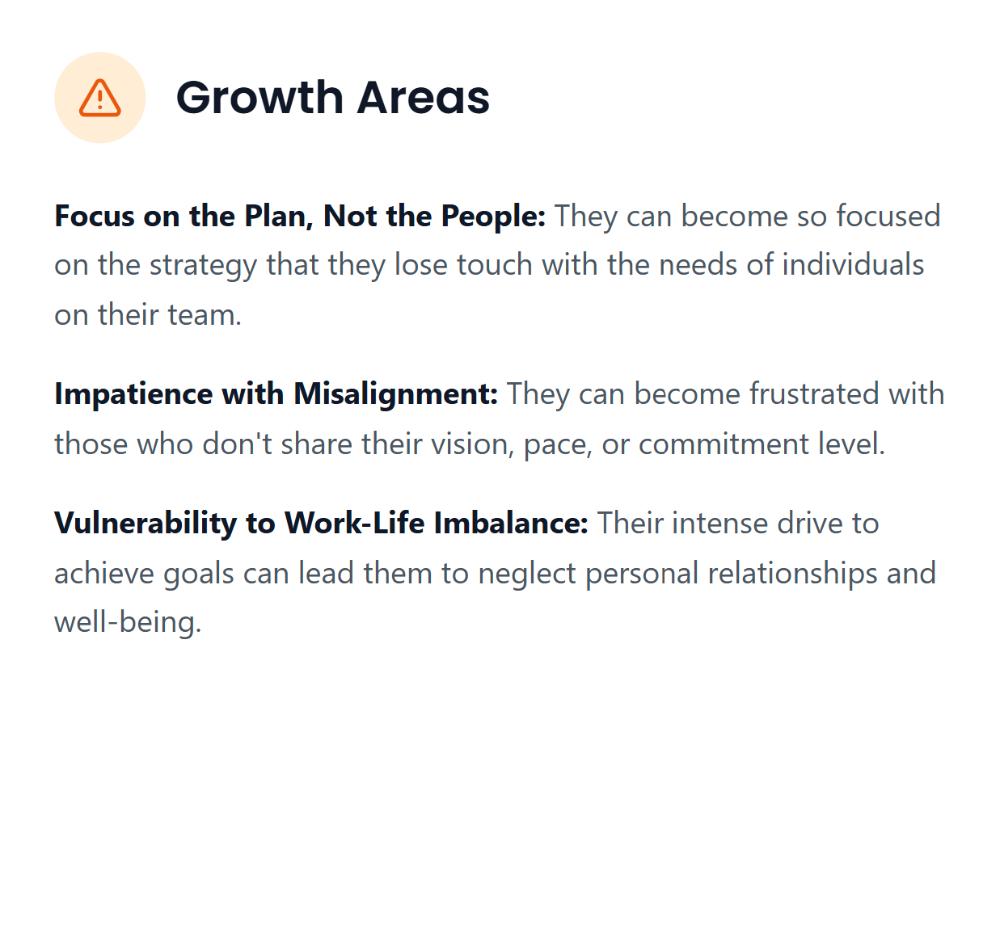 Growth Areas
Focus on the Plan, Not the People: They can become so focused
on the strategy that they lose touch with the needs of individuals
on their team.
Impatience with Misalignment: They can become frustrated with
those who don't share their vision, pace, or commitment level.
Vulnerability to Work-Life Imbalance: Their intense drive to
achieve goals can lead them to neglect personal relationships and
well-being.